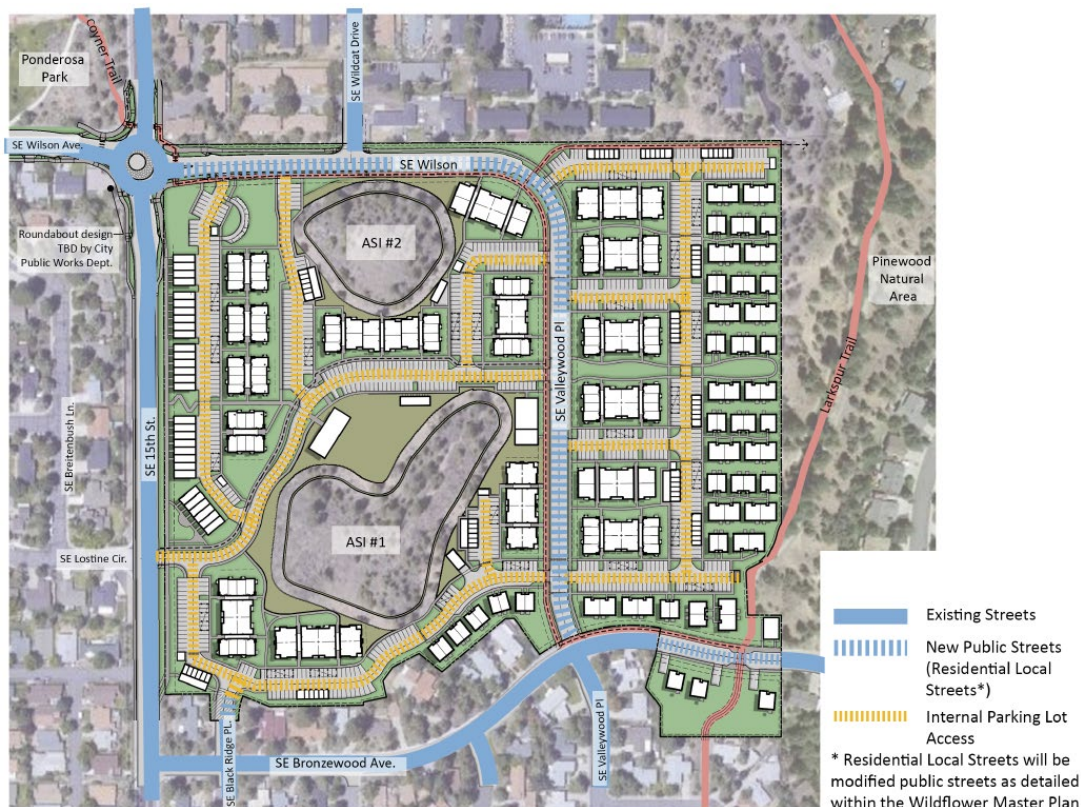 Ponderosa
Park
coyner Trail
SE Wildcat Drive
SE Wilson Ave.
SE Wilson
Roundabout design
TBD by City
Public Works Dept.
ASI #2
Pinewood
Natural
Area
Larkspur Trail
SE Valleywood Pl
SE Breitenbush Ln.
SE 15th St.
SE Lostine Cir.
ASI #1
SE Black Ridge PL.
SE Bronzewood Ave.
SE Valleywood Pl
Existing Streets
New Public Streets
(Residential Local
Streets*)
Internal Parking Lot
Access
* Residential Local Streets will be
modified public streets as detailed
within the Wildflower Master Plan